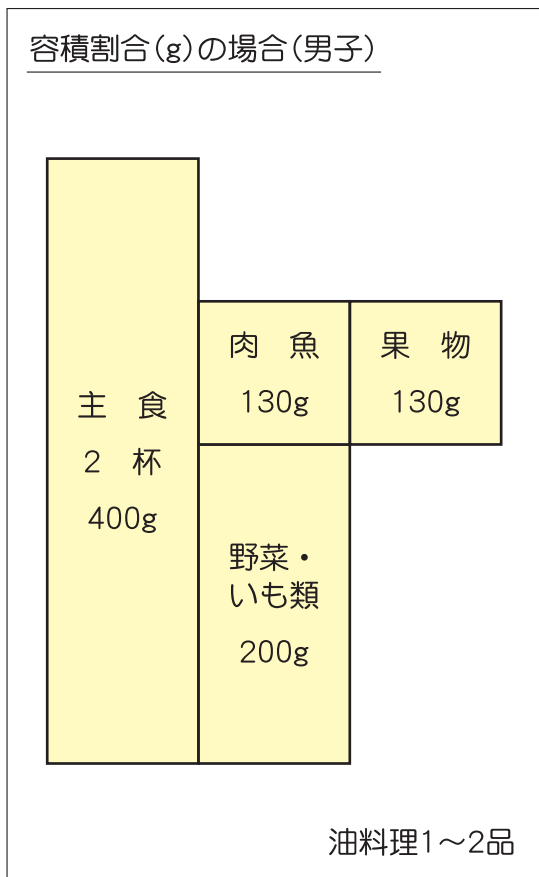 容積割合(g)の場合(男子)
主　食
2　杯
400g
肉　魚
130g
果　物
130g
野菜・
いも類
200g
油料理1～2品